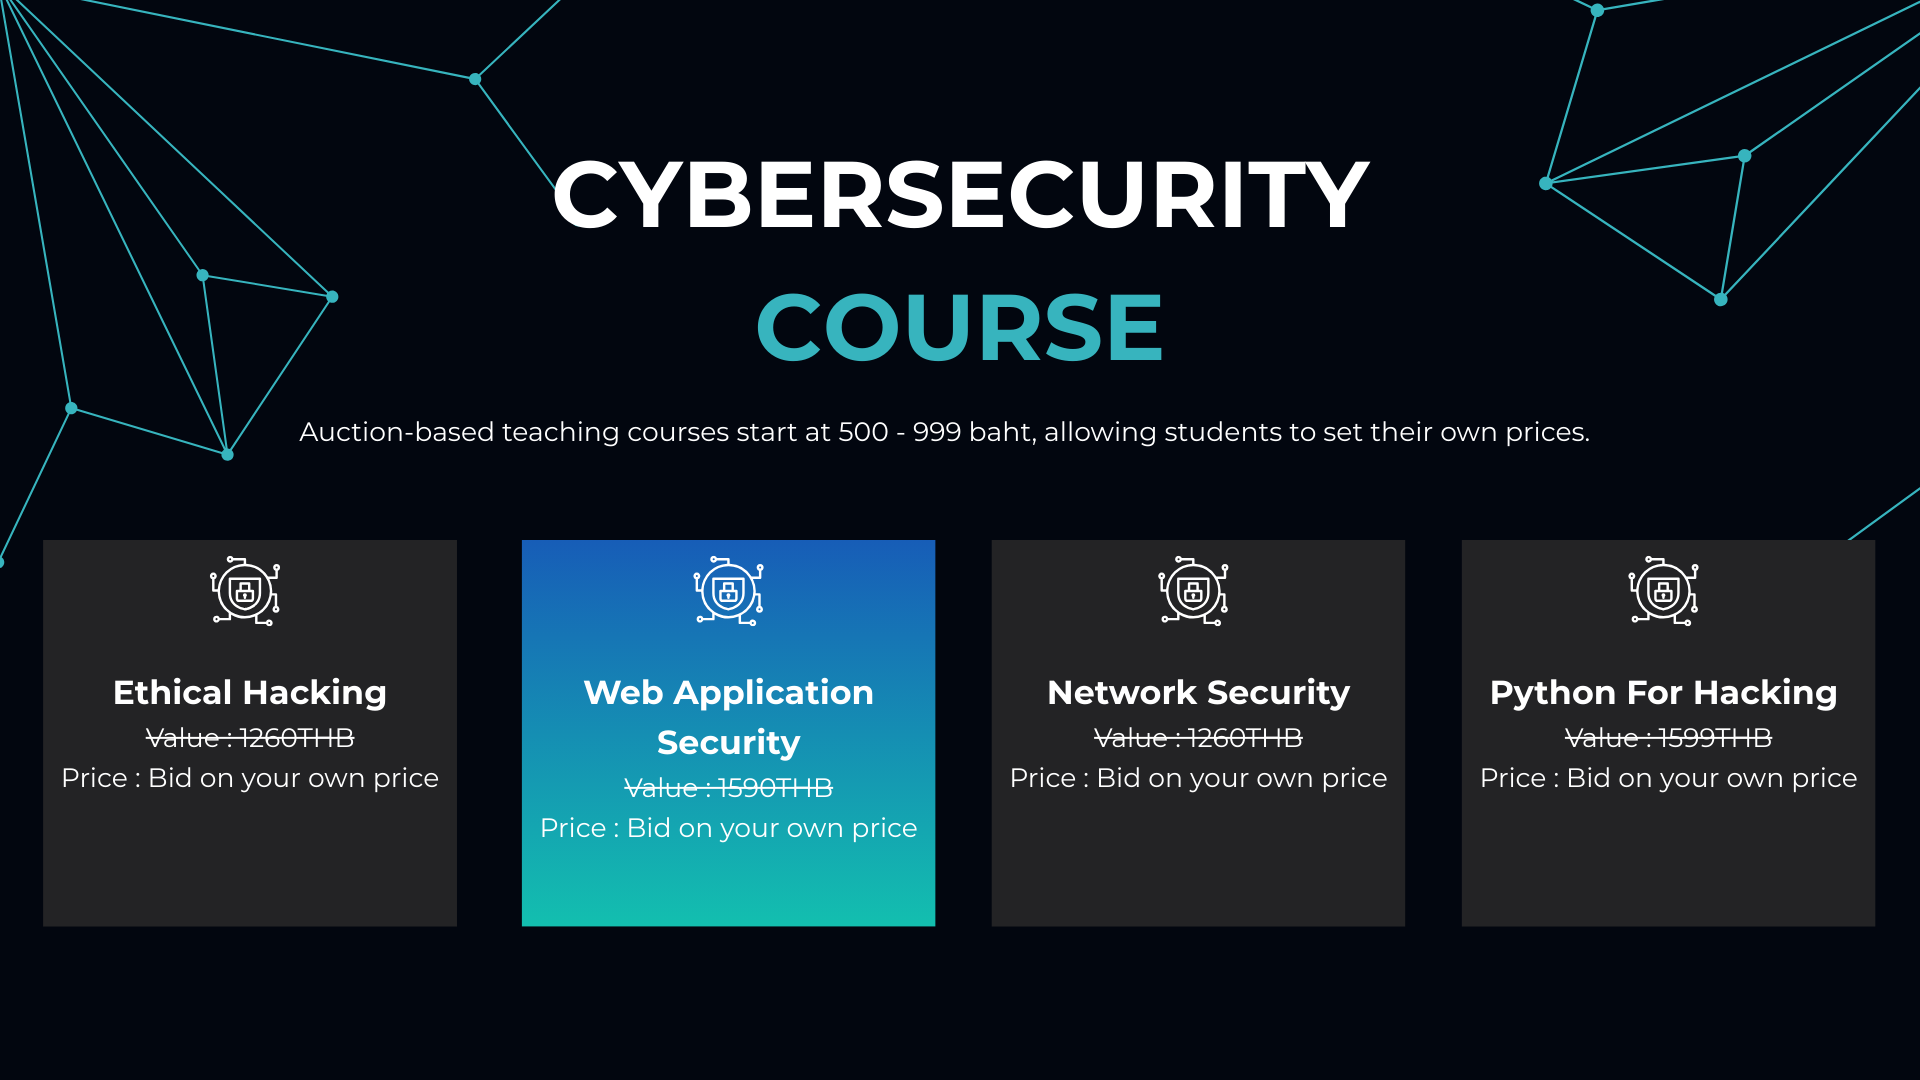 CYBERSECURITY
COURSE
Auction-based teaching courses start at 500 - 999 baht, allowing students to set their own prices.
Ethical Hacking
Value : 1260THB
Price : Bid on your own price
Web Application
Security
Value : 1590THB
Price : Bid on your own price
Network Security
Value : 1260THB
Price : Bid on your own price
Python For Hacking
Value : 1599THB
Price : Bid on your own price